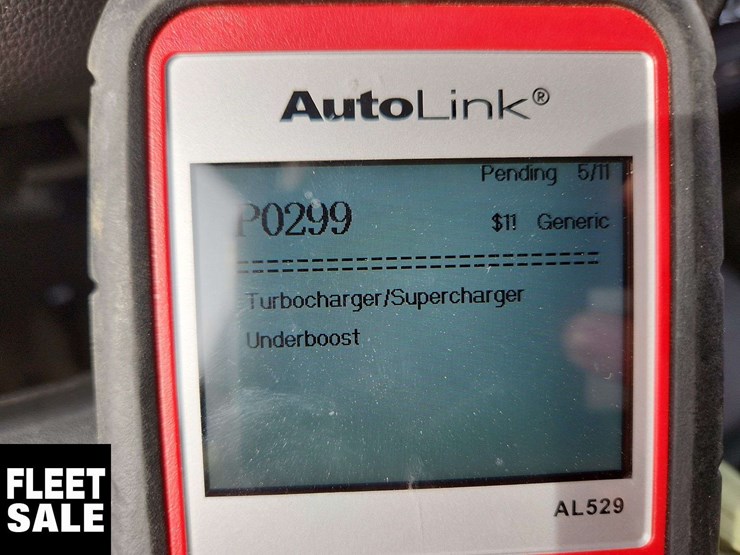 AutoLink®
Pending 5/11
P0299 $11 Generic
Turbocharger/Supercharger
Underboost
AL529
FLEET
SALE